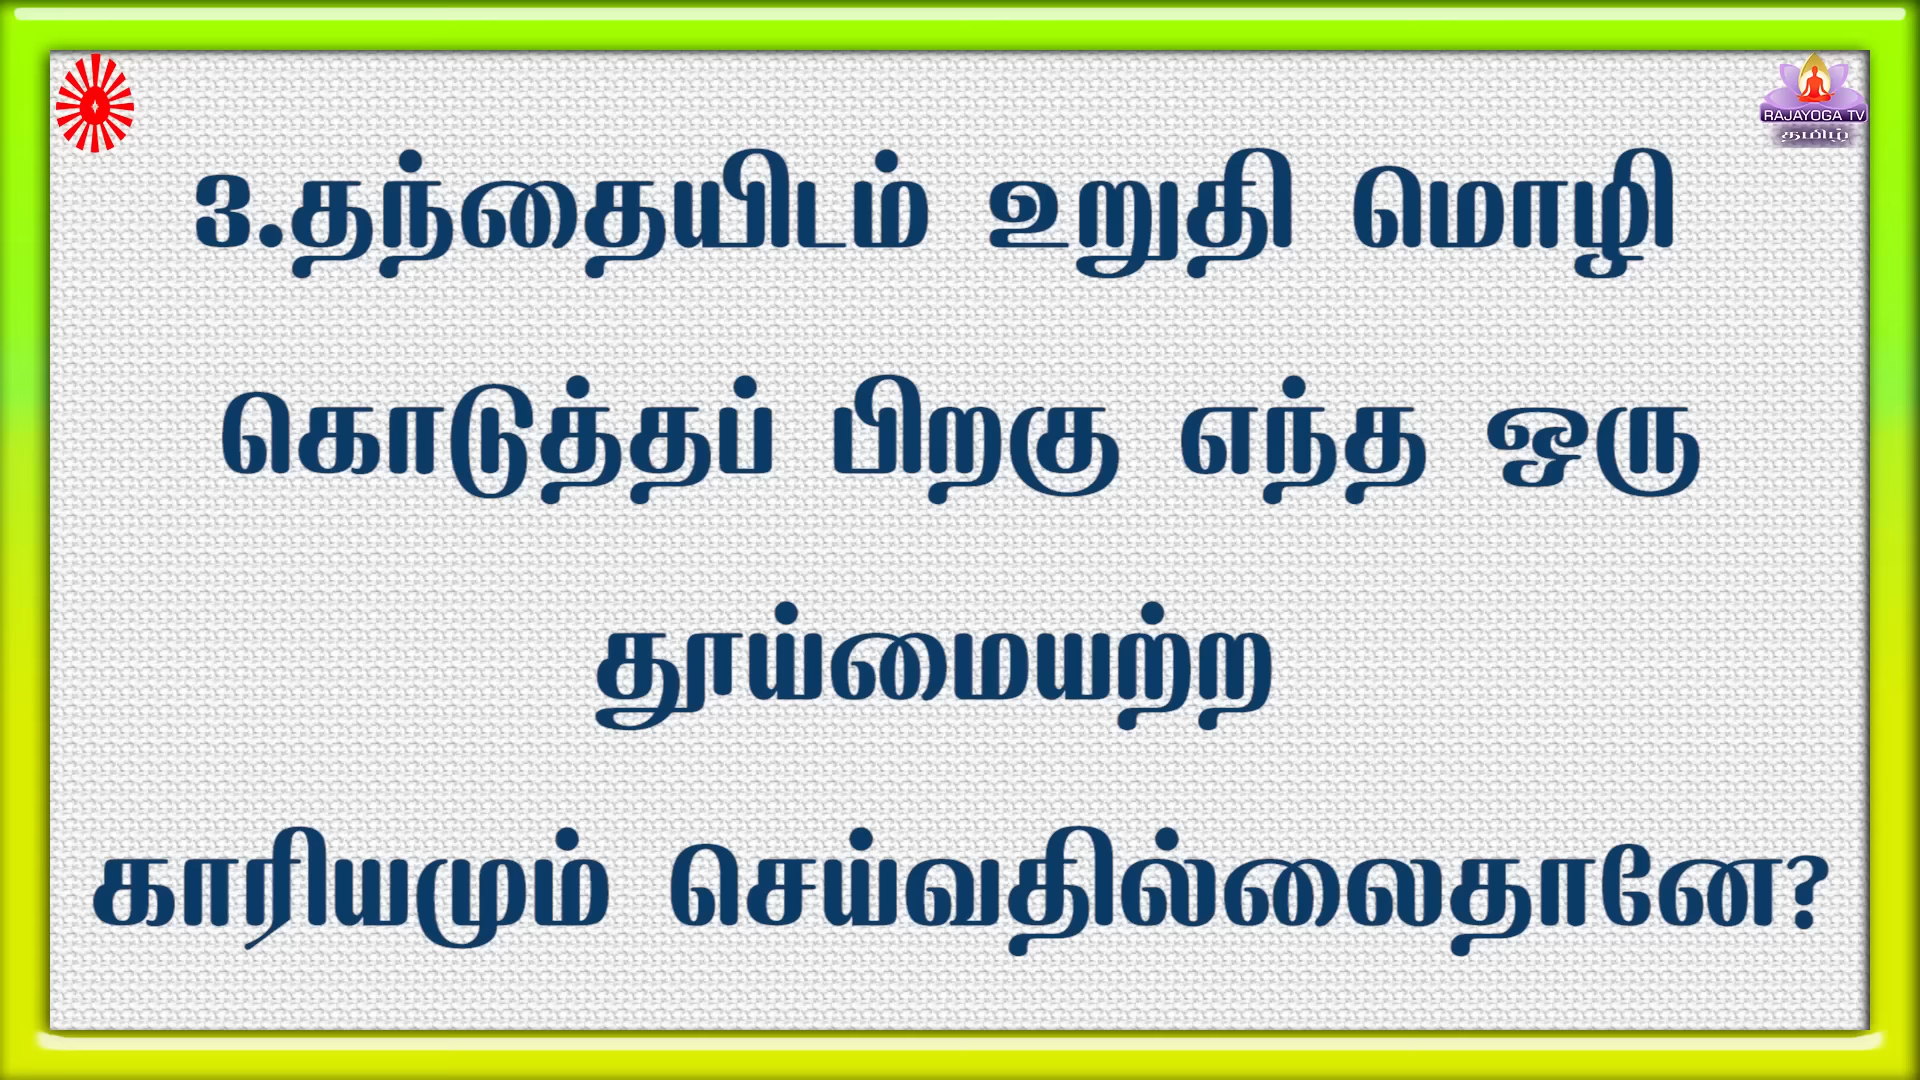 RAJAYOGA TV
தமிழ்
3.தந்தையிடம் உறுதி மொழி
கொடுத்தப் பிறகு எந்த ஒரு
தூய்மையற்ற
காரியமும் செய்வதில்லைதானே?